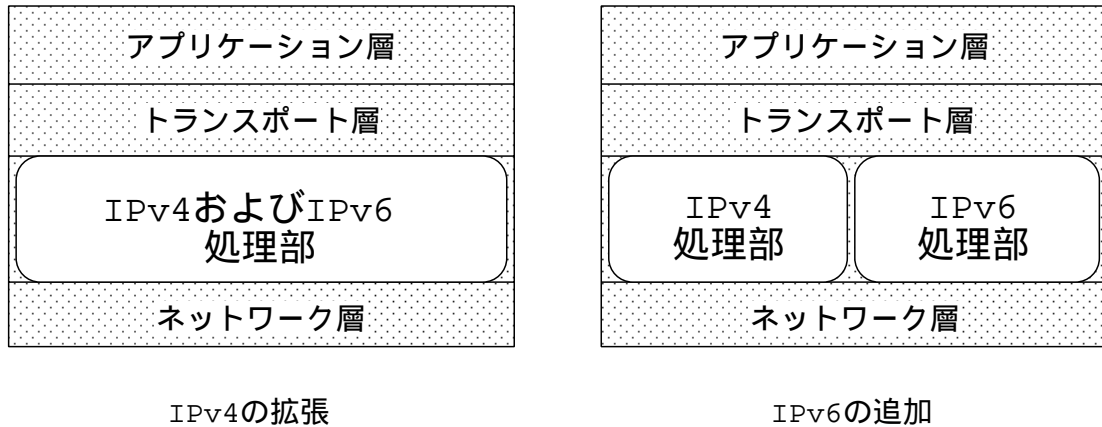 アプリケーション層
トランスポート層
IPv4およびIPv6
処理部
ネットワーク層
IPv4の拡張
アプリケーション層
トランスポート層
IPv4
処理部
IPv6
処理部
ネットワーク層
IPv6の追加